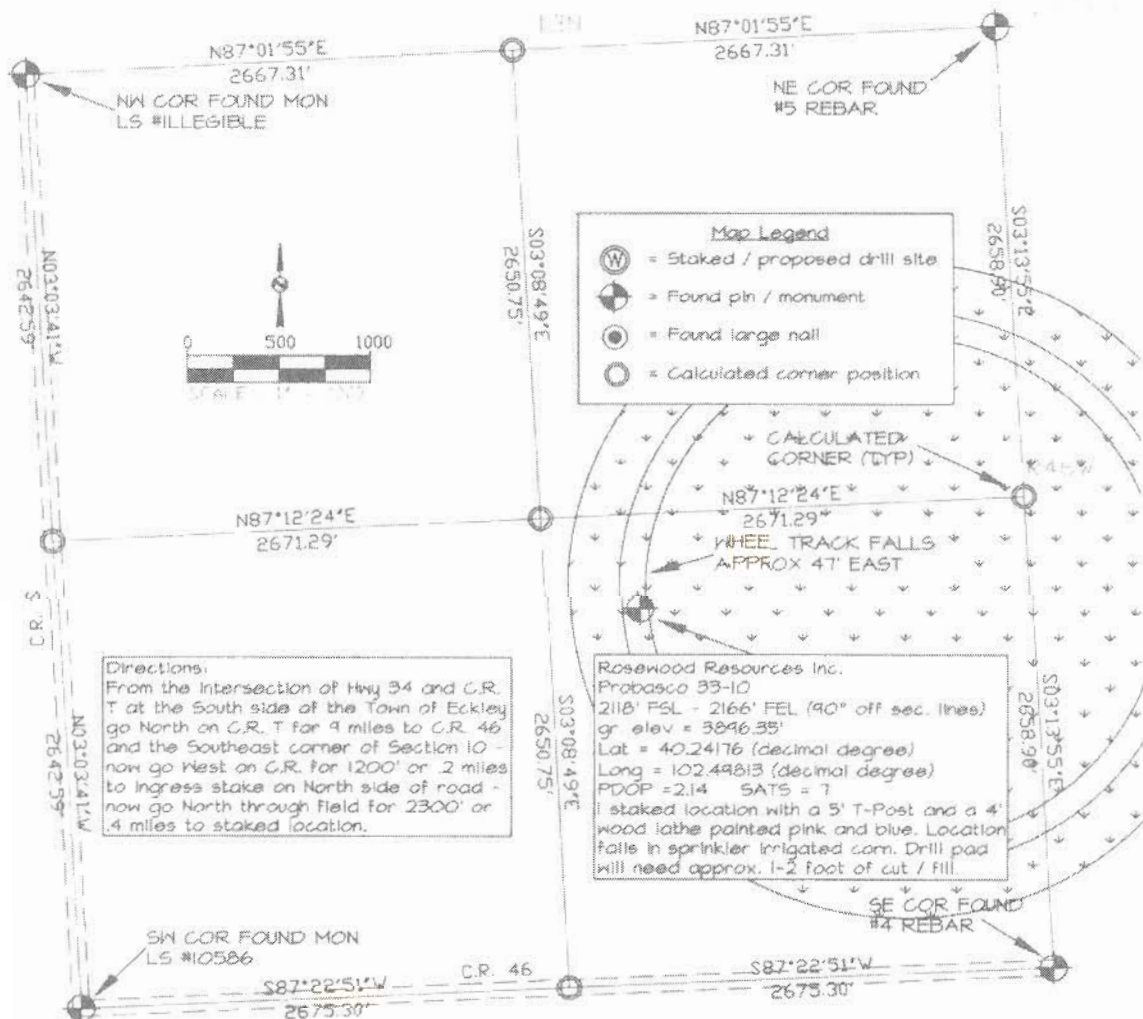 N87°01'55"E
2667.31'
N87°01'55"E
2667.31'
NW COR FOUND MON
LS #ILLEGIBLE
NE COR FOUND
#5 REBAR
N03°03'41"W
2642.59'
S03°08'49"E
2650.75'
S03°13'55"E
2658.90'
0 500 1000
SCALE
Map Legend
W = Staked / proposed drill site
= Found pin / monument
= Found large nail
= Calculated corner position
CALCULATED
CORNER (TYP)
N87°12'24"E
2671.29'
N87°12'24"E
2671.29'
WHEEL TRACK FALLS
APPROX 47' EAST
C.R. S
Directions:
From the intersection of Hwy 34 and C.R.
T at the South side of the Town of Eckley
go North on C.R. T for 9 miles to C.R. 46
and the Southeast corner of Section 10 -
now go West on C.R. for 1200' or .2 miles
to ingress stake on North side of road -
now go North through field for 2300' or
.4 miles to staked location.
N03°03'41"W
2642.59'
S03°08'49"E
2650.75'
Rosewood Resources Inc.
Probasco 33-10
2118' FSL - 2166' FEL (90° off sec. lines)
gr. elev = 3896.35'
Lat = 40.24176 (decimal degree)
Long = 102.49813 (decimal degree)
PDOP =2.14 SATS = 7
I staked location with a 5' T-Post and a 4'
wood lathe painted pink and blue. Location
falls in sprinkler irrigated corn. Drill pad
will need approx. 1-2 foot of cut / fill.
S03°13'55"E
2658.90'
SE COR FOUND
#4 REBAR
SW COR FOUND MON
LS #10586
C.R. 46
S87°22'51"W
2675.30'
S87°22'51"W
2675.30'